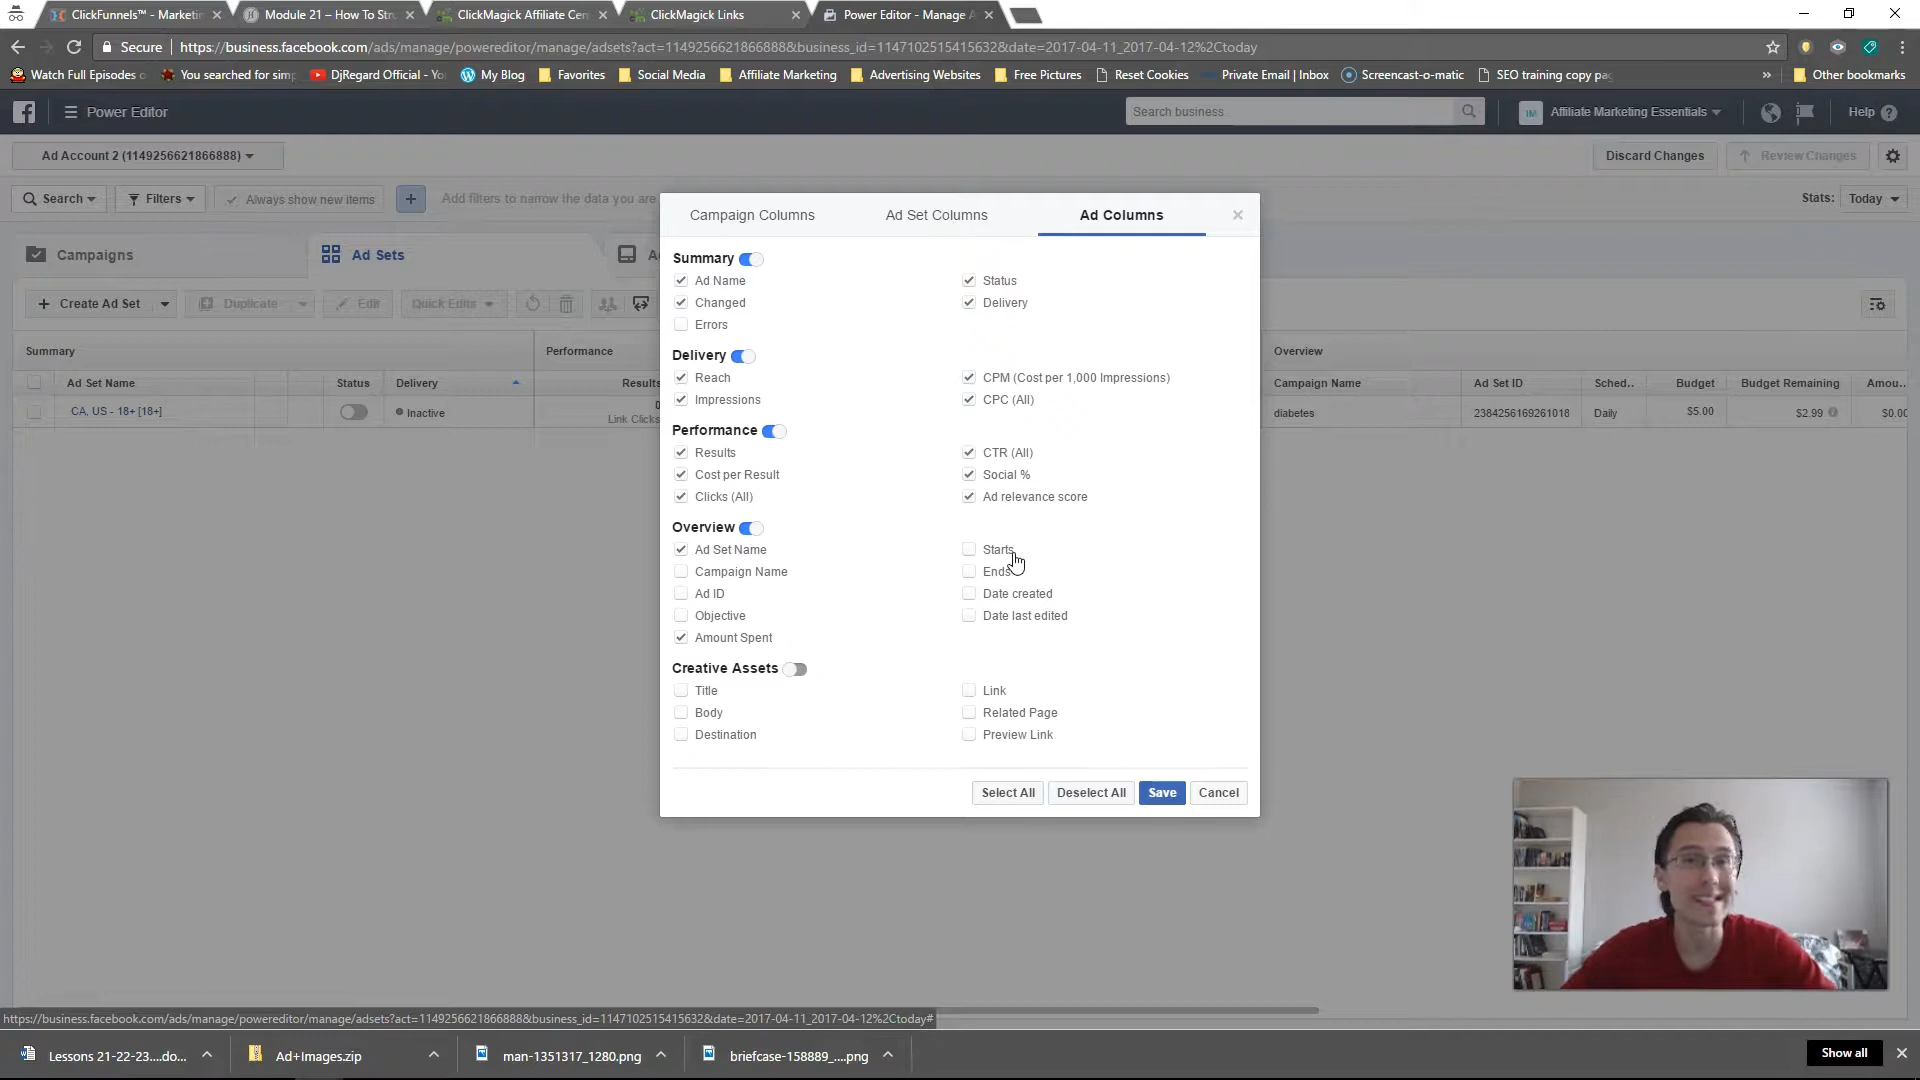 ClickFunnels™ - Marketin
Module 21 – How To Stru
ClickMagick Affiliate Cen
ClickMagick Links
Power Editor - Manage A
Secure
https://business.facebook.com/ads/manage/powereditor/manage/adsets?act=1149256621866888&business_id=1147102515415632&date=2017-04-11_2017-04-12%2Ctoday
Watch Full Episodes o
You searched for simp
DjRegard Official - Yo
My Blog
Favorites
Social Media
Affiliate Marketing
Advertising Websites
Free Pictures
Reset Cookies
Private Email | Inbox
Screencast-o-matic
SEO training copy pag
»
Other bookmarks
Power Editor
Search business
IM
Affiliate Marketing Essentials
Help
Ad Account 2 (1149256621866888)
Discard Changes
Review Changes
Search
Filters
Always show new items
+
Add filters to narrow the data you are
Stats:
Today
Campaigns
Ad Sets
A
+ Create Ad Set
Duplicate
Edit
Quick Edits
Summary
Performance
Overview
Ad Set Name
Status
Delivery
Results
Campaign Name
Ad Set ID
Sched..
Budget
Budget Remaining
Amou..
CA, US - 18+ [18+]
Inactive
0
Link Clicks
diabetes
2384256169261018
Daily
$5.00
$2.99
$0.00
Campaign Columns
Ad Set Columns
Ad Columns
Summary
Ad Name
Status
Changed
Delivery
Errors
Delivery
Reach
CPM (Cost per 1,000 Impressions)
Impressions
CPC (All)
Performance
Results
CTR (All)
Cost per Result
Social %
Clicks (All)
Ad relevance score
Overview
Ad Set Name
Starts
Campaign Name
Ends
Ad ID
Date created
Objective
Date last edited
Amount Spent
Creative Assets
Title
Link
Body
Related Page
Destination
Preview Link
Select All
Deselect All
Save
Cancel
https://business.facebook.com/ads/manage/powereditor/manage/adsets?act=1149256621866888&business_id=1147102515415632&date=2017-04-11_2017-04-12%2Ctoday#
Lessons 21-22-23....do...
Ad+Images.zip
man-1351317_1280.png
briefcase-158889_....png
Show all